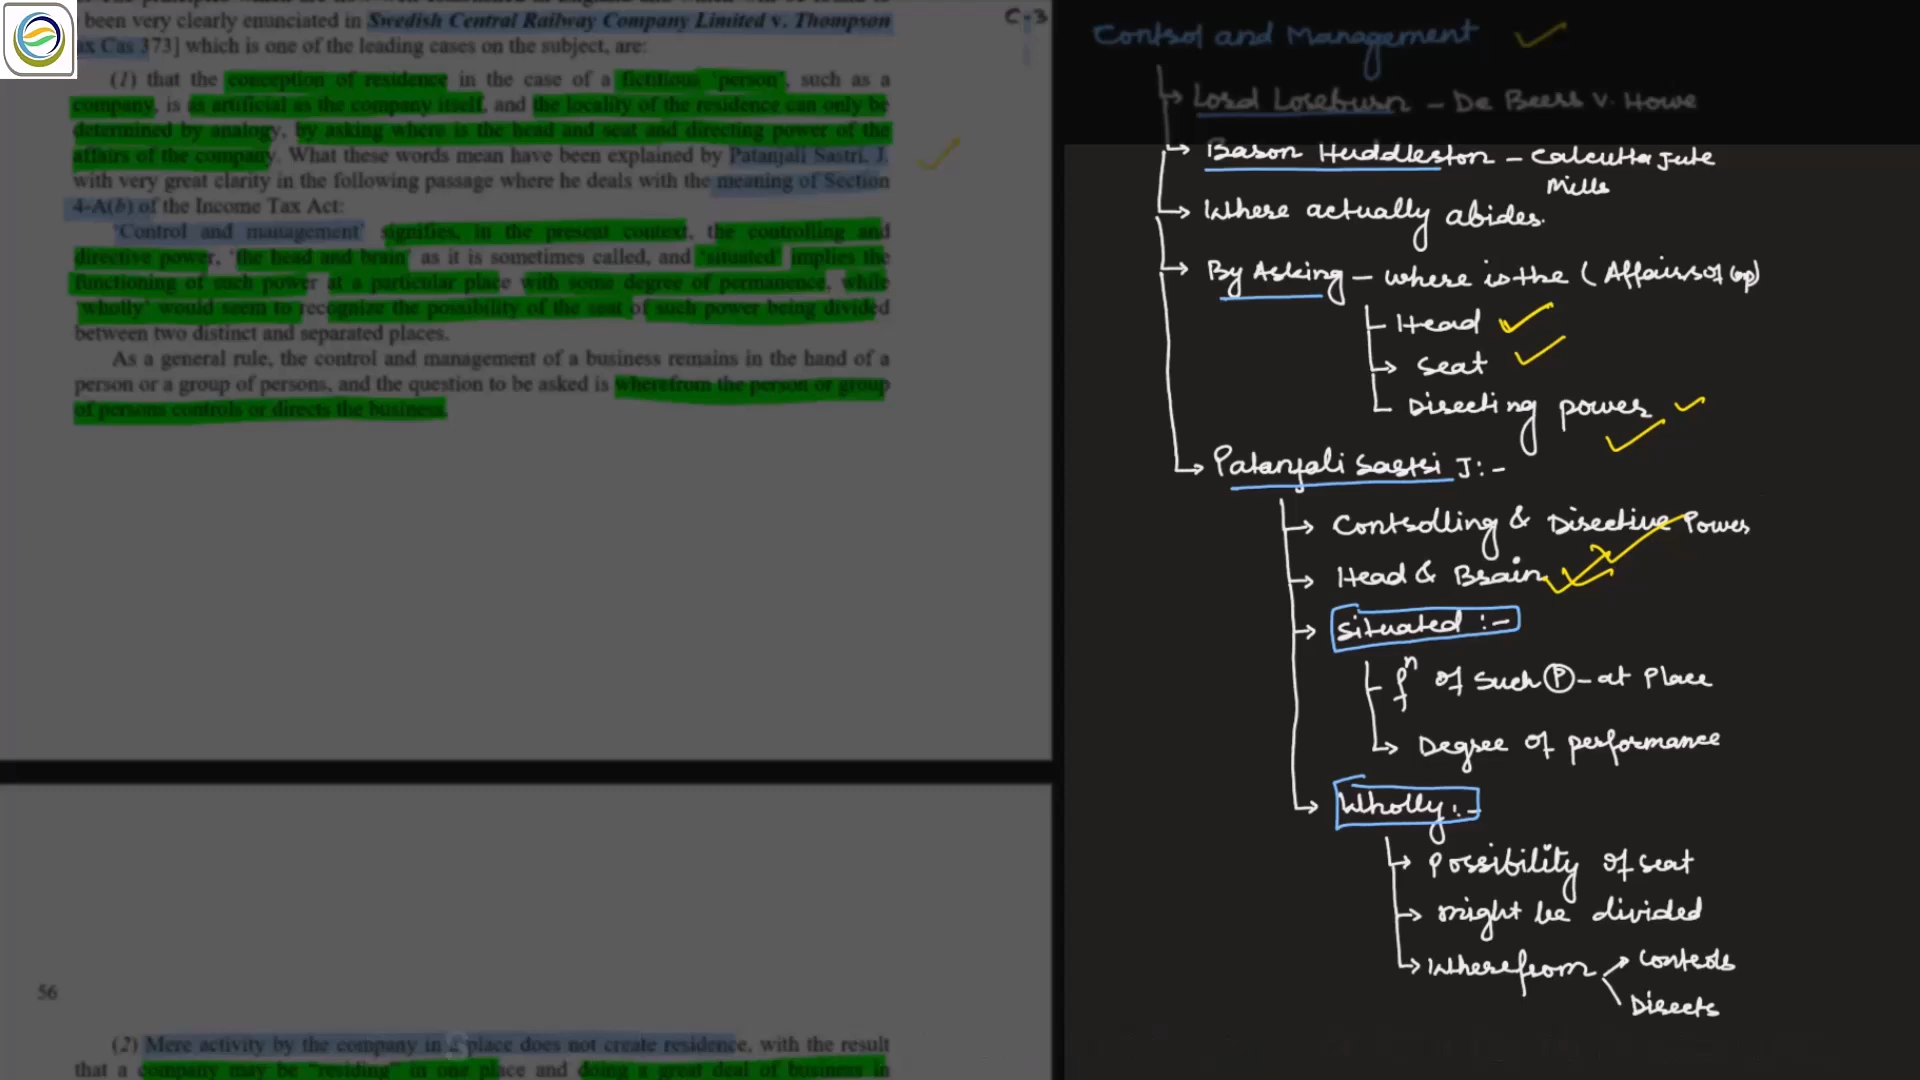 been very clearly enunciated in Swedish Central Railway Company Limited v. Thompson
ax Cas 373] which is one of the leading cases on the subject, are:
(1) that the conception of residence in the case of a fictitious 'person', such as a
company, is as artificial as the company itself, and the locality of the residence can only be
determined by analogy, by asking where is the head and seat and directing power of the
affairs of the company. What these words mean have been explained by Patanjali Sastri, J.
with very great clarity in the following passage where he deals with the meaning of Section
4-A(b) of the Income Tax Act:
'Control and management' signifies, in the present context, the controlling and
directive power, 'the head and brain' as it is sometimes called, and 'situated' implies the
functioning of such power at a particular place with some degree of permanence, while
'wholly' would seem to recognize the possibility of the seat of such power being divided
between two distinct and separated places.
As a general rule, the control and management of a business remains in the hand of a
person or a group of persons, and the question to be asked is wherefrom the person or group
of persons controls or directs the business.
56
(2) Mere activity by the company in a place does not create residence, with the result
that a company may be "residing" in one place and doing a great deal of business in
C-3
Control and Management
Lord Loreburn - De Beers v. Howe
Baron Huddleston - Calcutta Jute
Mills
Where actually abides.
By Asking - where is the (Affairs of
Head
Seat
Directing power
Patanjali Sastri J:-
Controlling & Directive Power
Head & Brain
Situated :-
fn of such P - at Place
Degree of performance
Wholly :-
Possibility of seat
might be divided
Wherefrom Controls
Directs